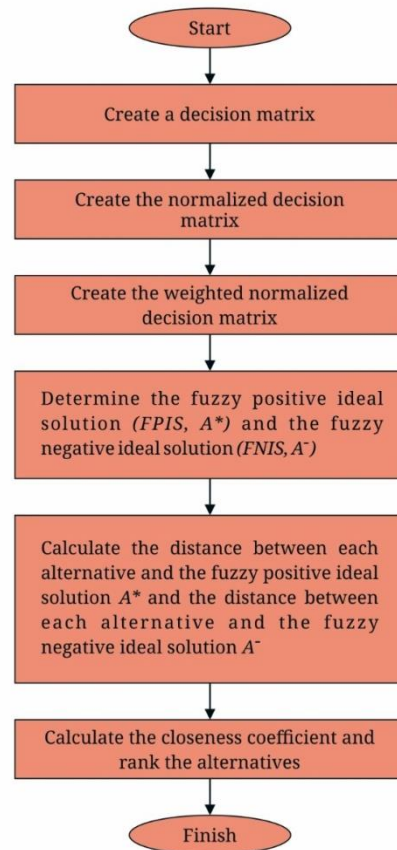 Start
Create a decision matrix
Create the normalized decision
matrix
Create the weighted normalized
decision matrix
Determine the fuzzy positive ideal
solution (FPIS, A*) and the fuzzy
negative ideal solution (FNIS, A⁻)
Calculate the distance between each
alternative and the fuzzy positive ideal
solution A* and the distance between
each alternative and the fuzzy
negative ideal solution A⁻
Calculate the closeness coefficient and
rank the alternatives
Finish